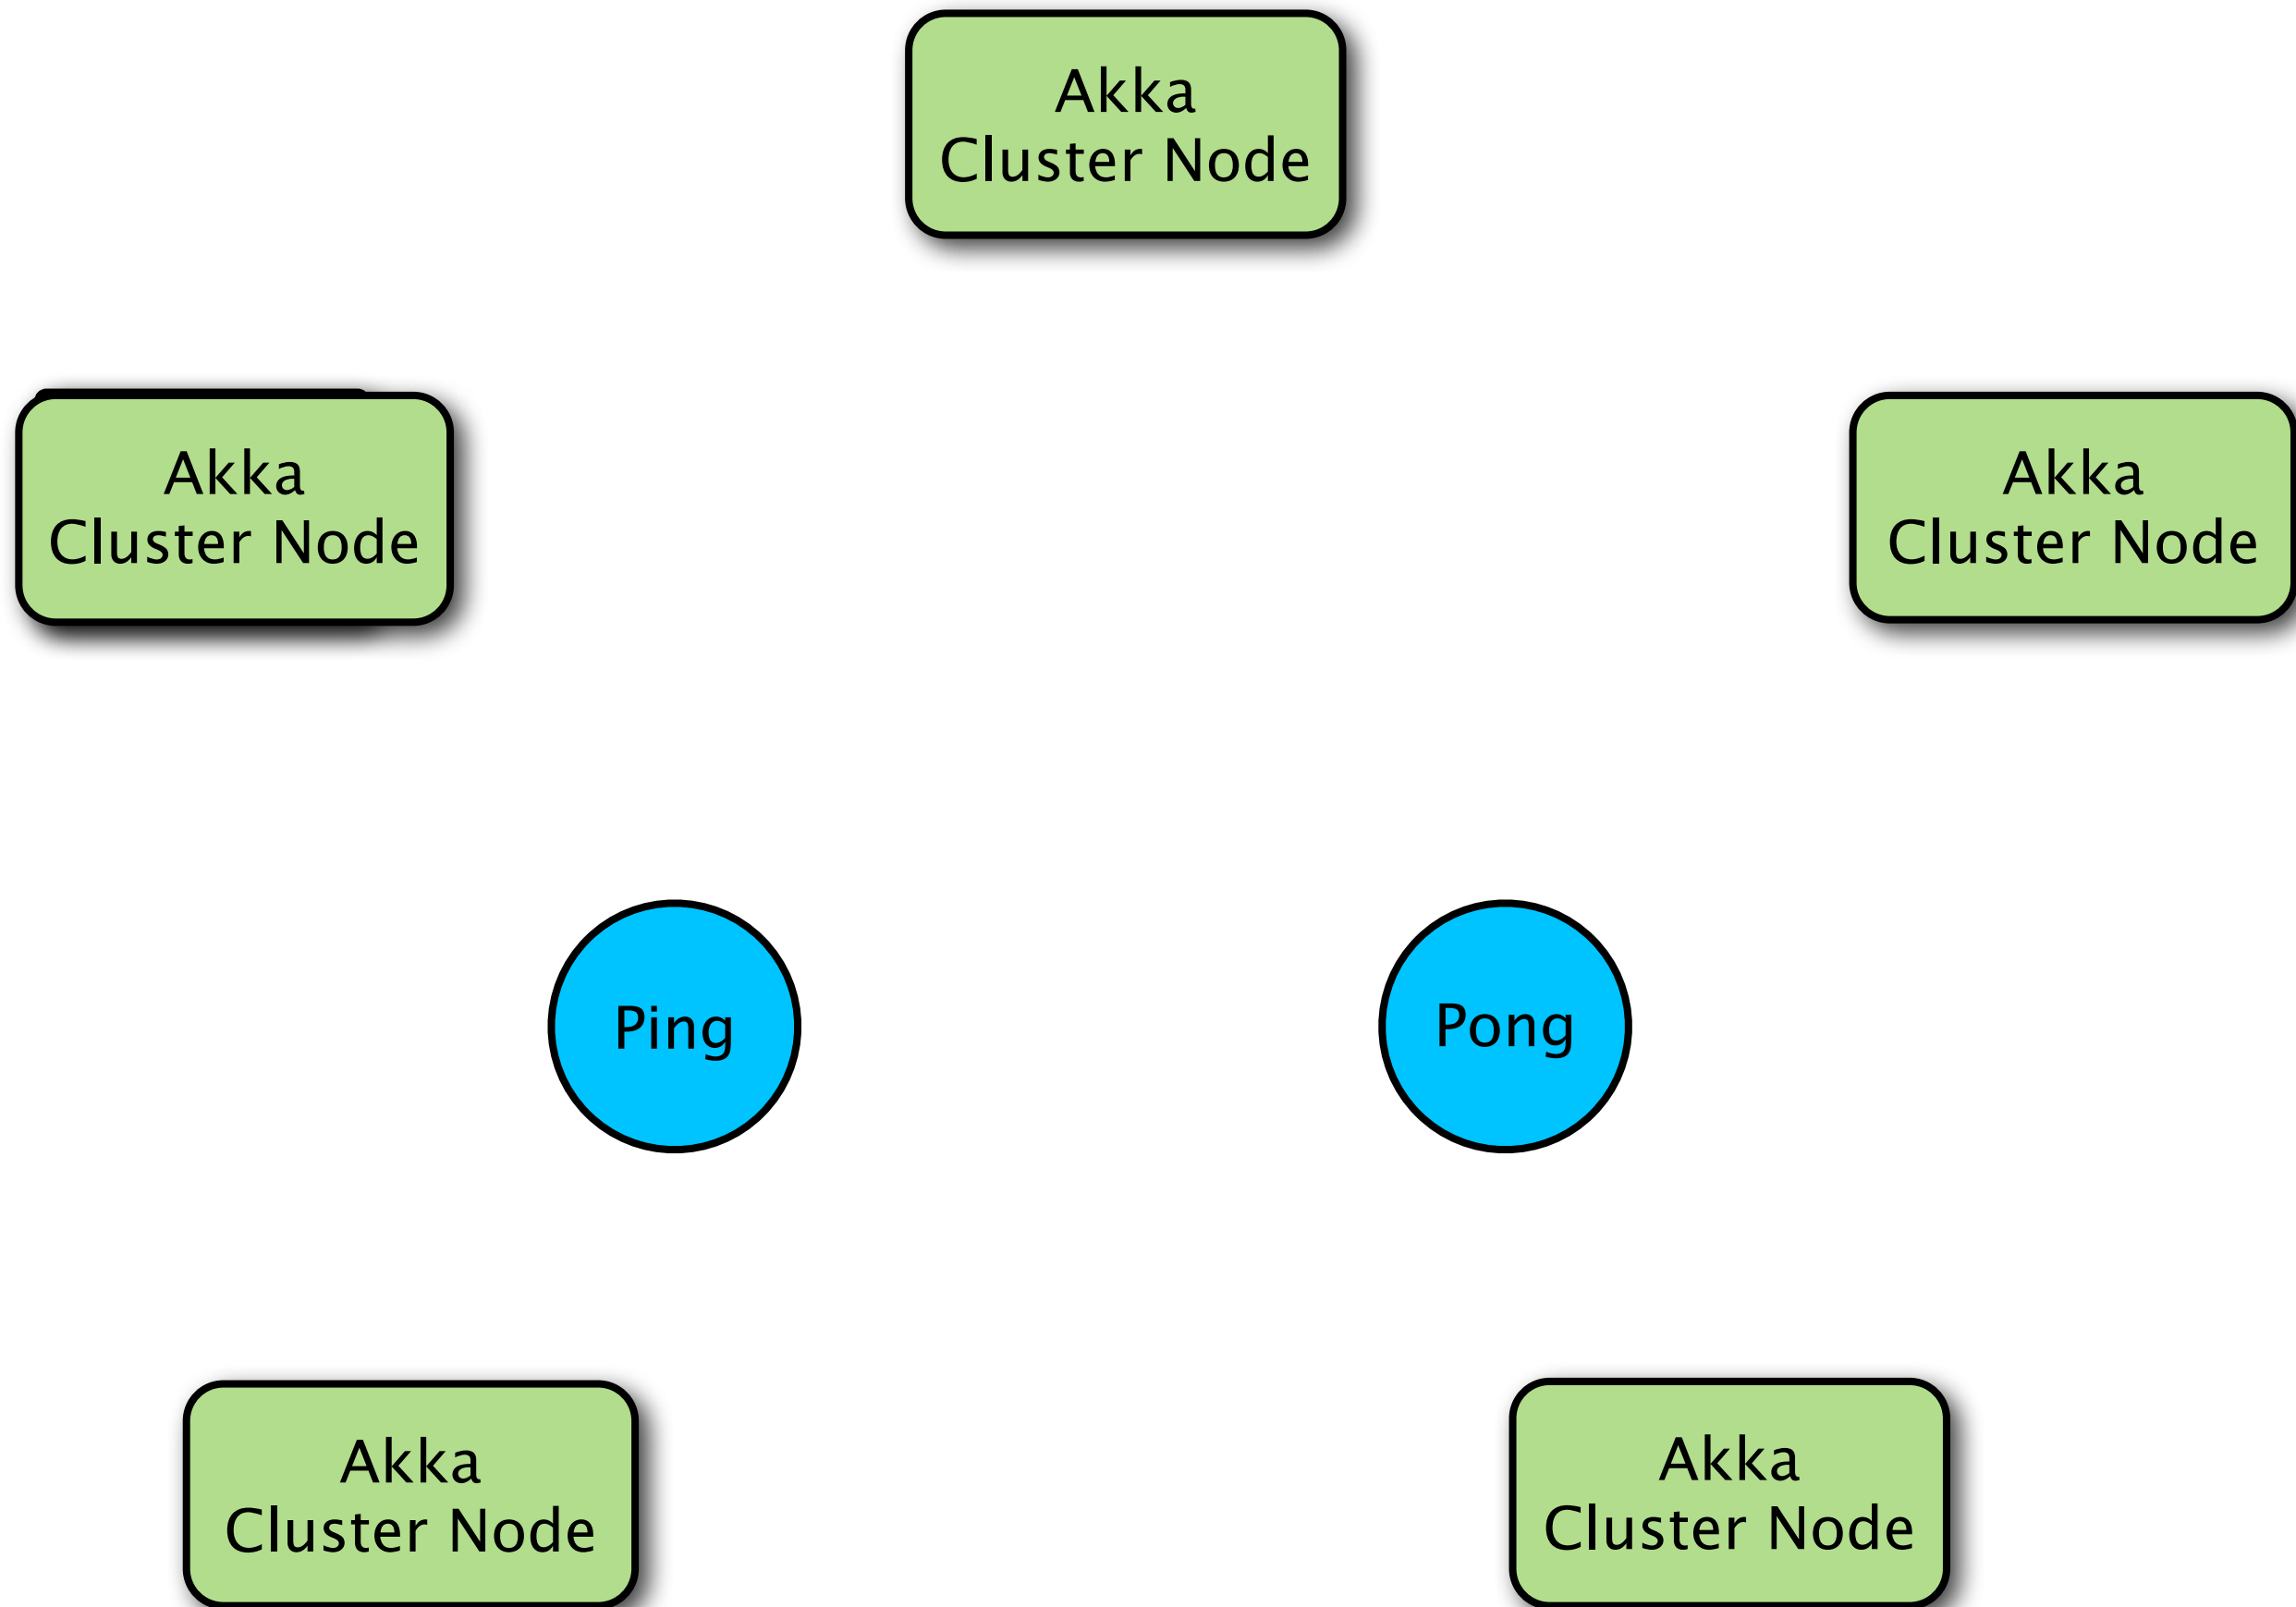 Akka
Cluster Node
Akka
Cluster Node
Akka
Cluster Node
Ping
Pong
Akka
Cluster Node
Akka
Cluster Node